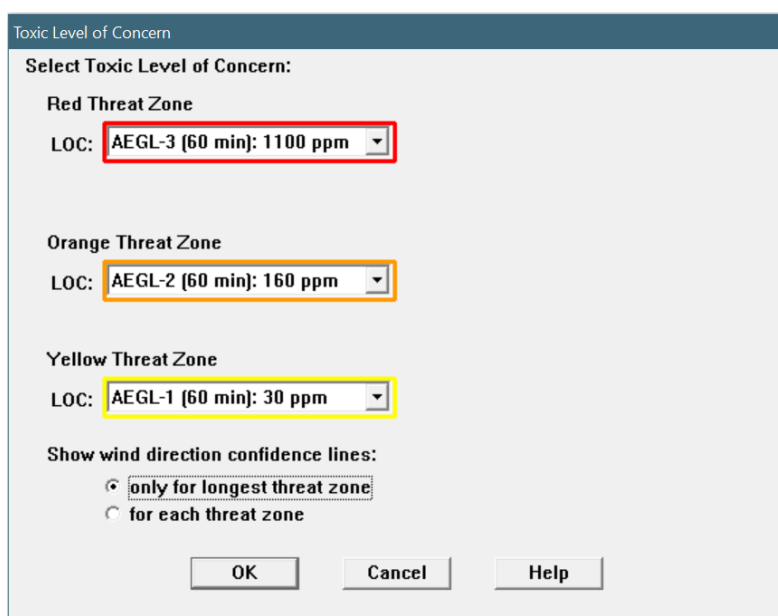 Toxic Level of Concern
Select Toxic Level of Concern:
Red Threat Zone
LOC: AEGL-3 (60 min): 1100 ppm
Orange Threat Zone
LOC: AEGL-2 (60 min): 160 ppm
Yellow Threat Zone
LOC: AEGL-1 (60 min): 30 ppm
Show wind direction confidence lines:
only for longest threat zone
for each threat zone
OK Cancel Help